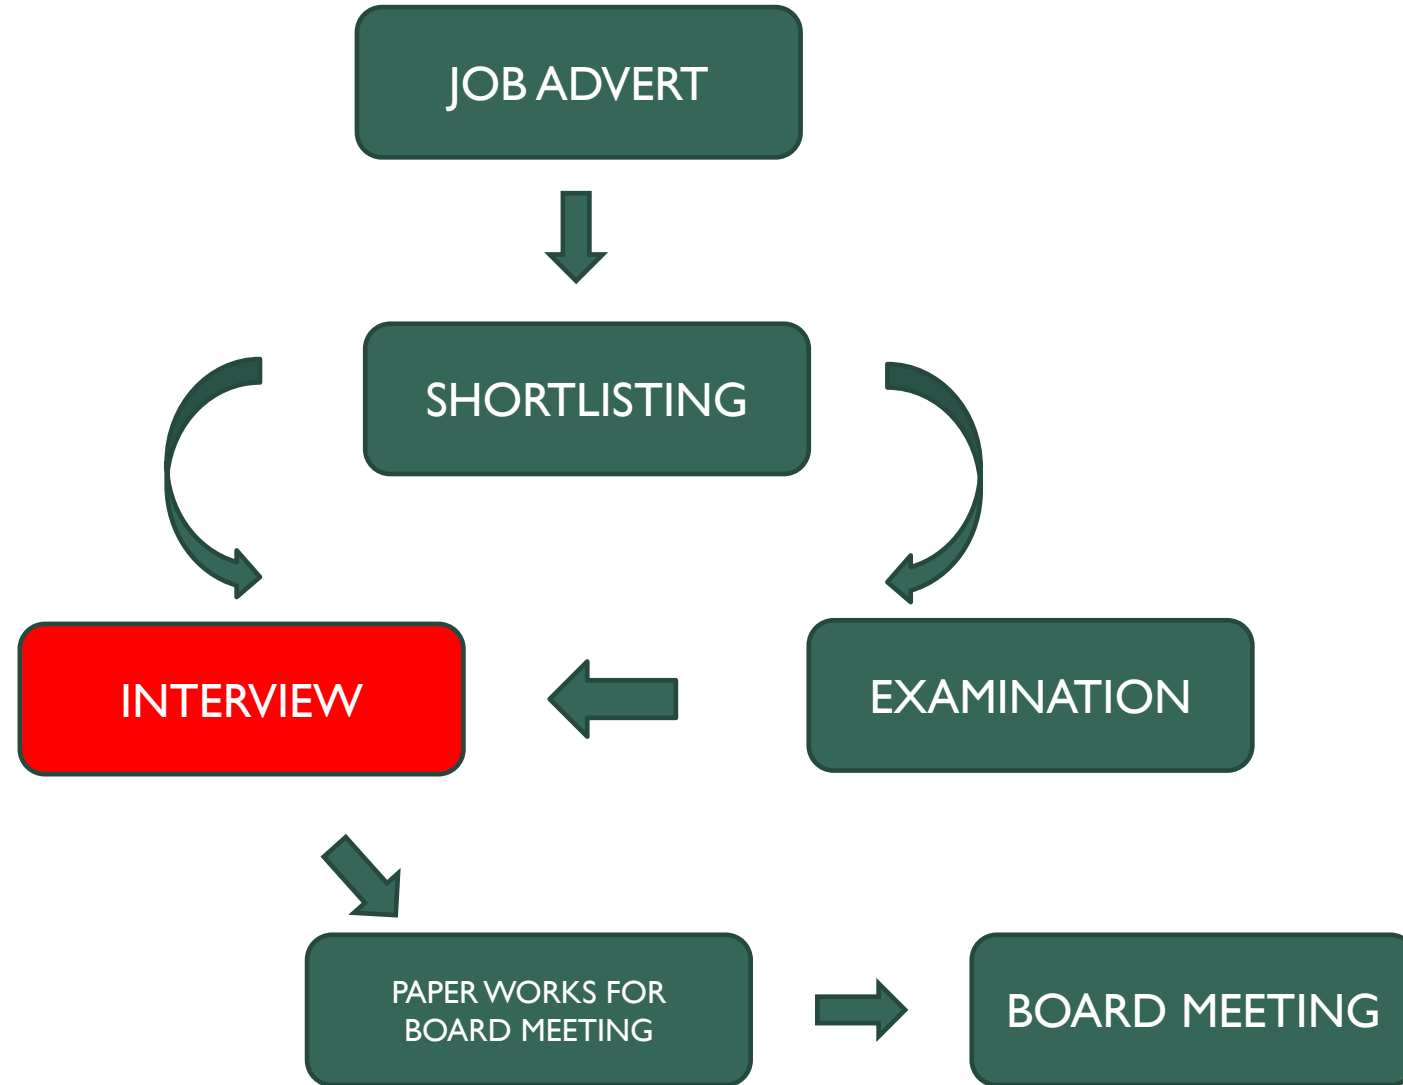 JOB ADVERT
SHORTLISTING
INTERVIEW
EXAMINATION
PAPER WORKS FOR
BOARD MEETING
BOARD MEETING